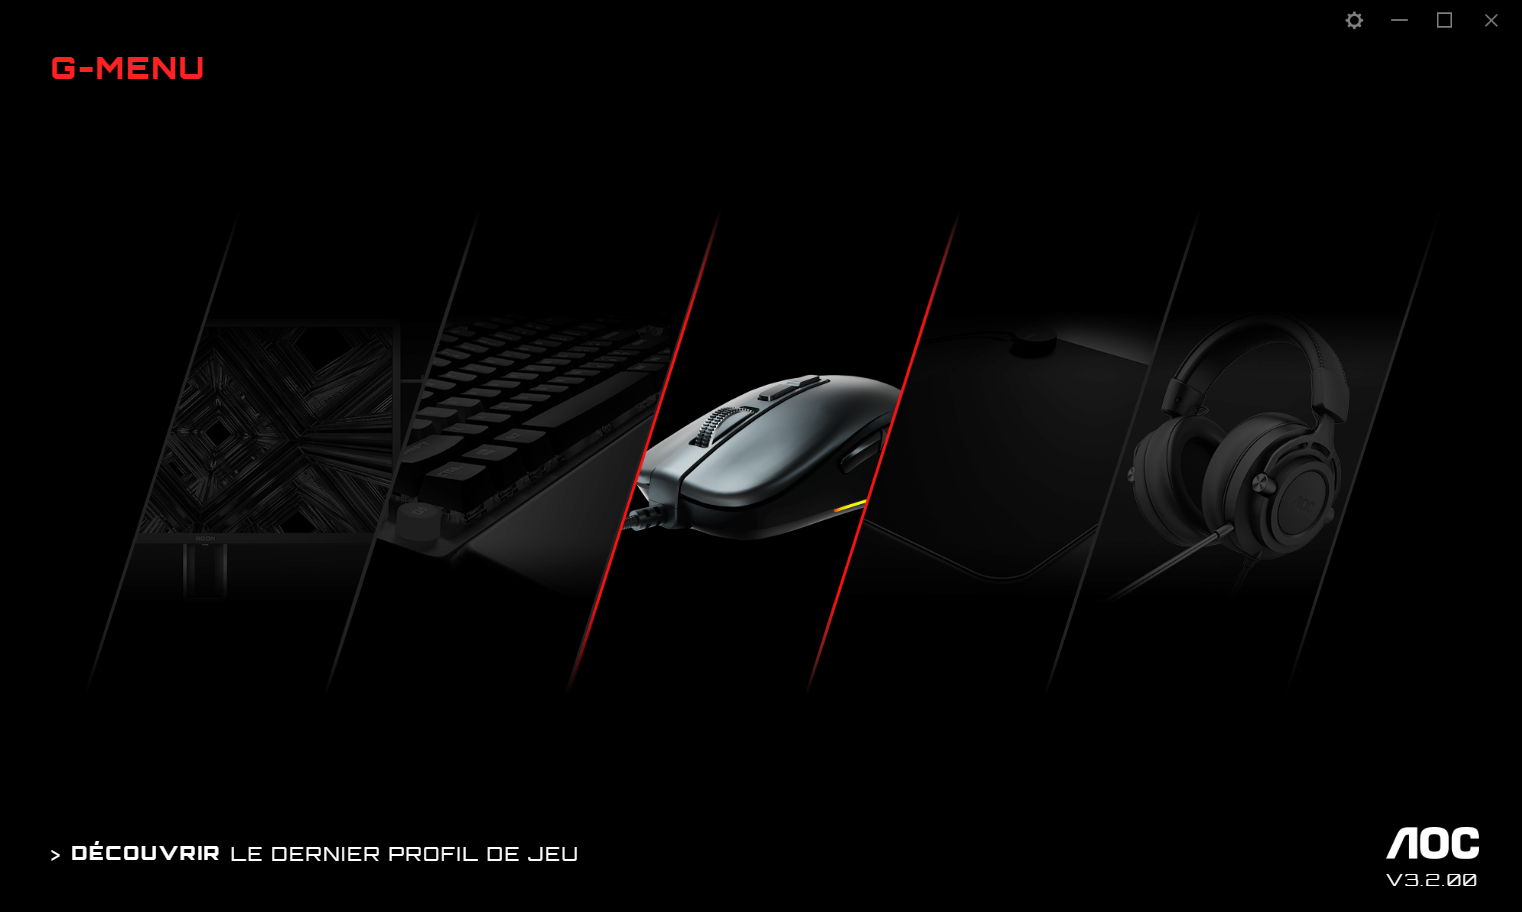 G-MENU
> DÉCOUVRIR LE DERNIER PROFIL DE JEU
AOC
V3.2.00